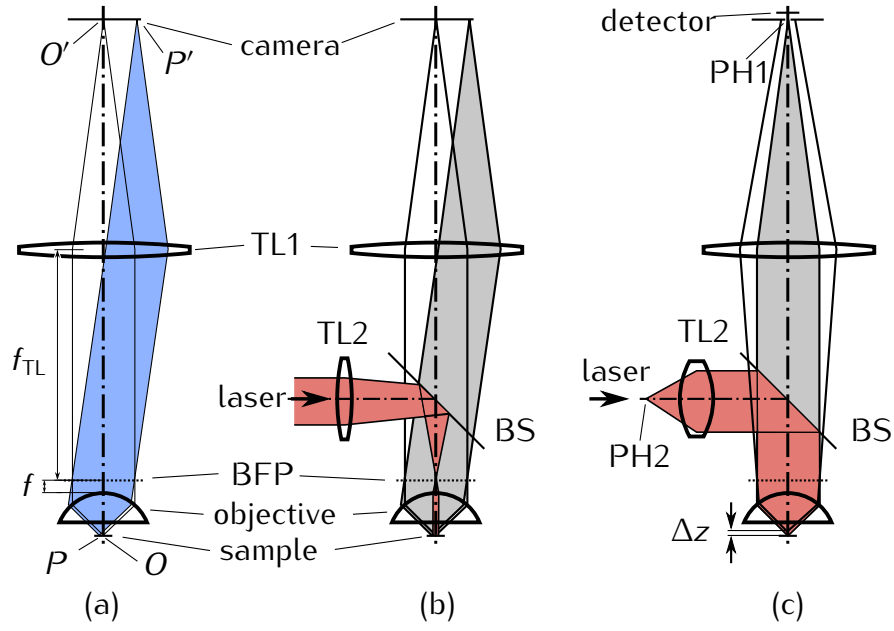 detector
O′
P′
camera
PH1
TL1
TL2
TL2
f_TL
laser
laser
BS
BS
PH2
f
BFP
objective
Δz
P
O
sample
(a)
(b)
(c)